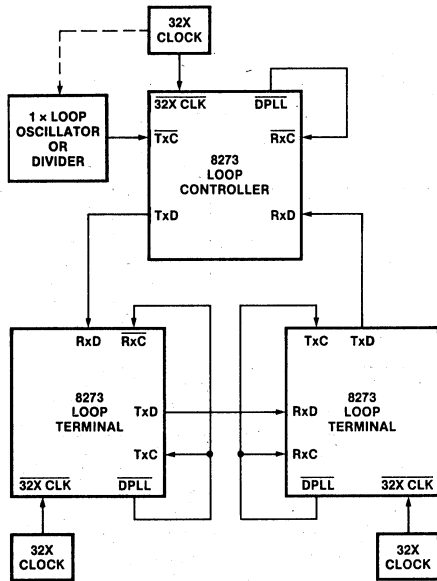 32X
CLOCK
1 × LOOP
OSCILLATOR
OR
DIVIDER
32X CLK
DPLL
TxC
RxC
8273
LOOP
CONTROLLER
TxD
RxD
RxD
RxC
8273
LOOP
TERMINAL
TxD
TxC
32X CLK
DPLL
32X
CLOCK
TxC
TxD
RxD
8273
LOOP
TERMINAL
RxC
DPLL
32X CLK
32X
CLOCK